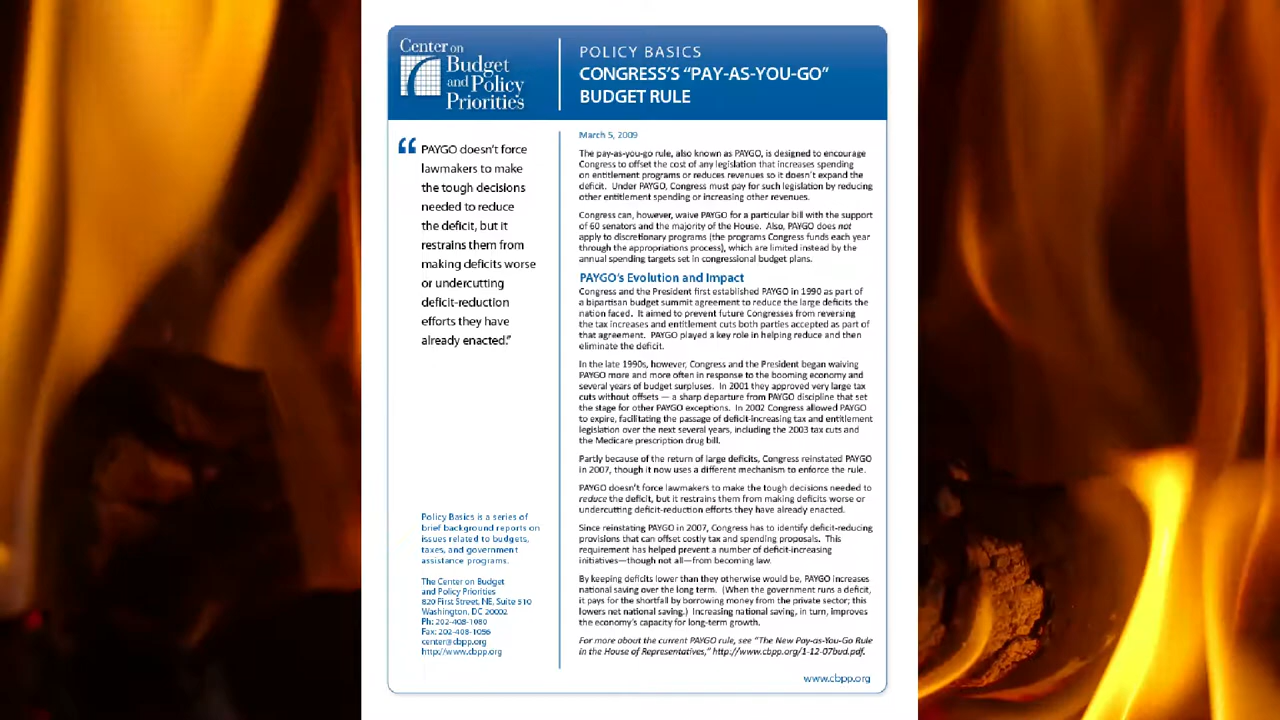 Center on
Budget
and Policy
Priorities
POLICY BASICS
CONGRESS'S "PAY-AS-YOU-GO"
BUDGET RULE
"PAYGO doesn't force
lawmakers to make
the tough decisions
needed to reduce
the deficit, but it
restrains them from
making deficits worse
or undercutting
deficit-reduction
efforts they have
already enacted."
Policy Basics is a series of
brief background reports on
issues related to budgets,
taxes, and government
assistance programs.
The Center on Budget
and Policy Priorities
820 First Street, NE, Suite 510
Washington, DC 20002
Ph: 202-408-1080
Fax: 202-408-1056
center@cbpp.org
http://www.cbpp.org
March 5, 2009
The pay-as-you-go rule, also known as PAYGO, is designed to encourage
Congress to offset the cost of any legislation that increases spending
on entitlement programs or reduces revenues so it doesn't expand the
deficit. Under PAYGO, Congress must pay for such legislation by reducing
other entitlement spending or increasing other revenues.
Congress can, however, waive PAYGO for a particular bill with the support
of 60 senators and the majority of the House. Also, PAYGO does not
apply to discretionary programs (the programs Congress funds each year
through the appropriations process), which are limited instead by the
annual spending targets set in congressional budget plans.
PAYGO's Evolution and Impact
Congress and the President first established PAYGO in 1990 as part of
a bipartisan budget summit agreement to reduce the large deficits the
nation faced. It aimed to prevent future Congresses from reversing
the tax increases and entitlement cuts both parties accepted as part of
that agreement. PAYGO played a key role in helping reduce and then
eliminate the deficit.
In the late 1990s, however, Congress and the President began waiving
PAYGO more and more often in response to the booming economy and
several years of budget surpluses. In 2001 they approved very large tax
cuts without offsets — a sharp departure from PAYGO discipline that set
the stage for other PAYGO exceptions. In 2002 Congress allowed PAYGO
to expire, facilitating the passage of deficit-increasing tax and entitlement
legislation over the next several years, including the 2003 tax cuts and
the Medicare prescription drug bill.
Partly because of the return of large deficits, Congress reinstated PAYGO
in 2007, though it now uses a different mechanism to enforce the rule.
PAYGO doesn't force lawmakers to make the tough decisions needed to
reduce the deficit, but it restrains them from making deficits worse or
undercutting deficit-reduction efforts they have already enacted.
Since reinstating PAYGO in 2007, Congress has to identify deficit-reducing
provisions that can offset costly tax and spending proposals. This
requirement has helped prevent a number of deficit-increasing
initiatives—though not all—from becoming law.
By keeping deficits lower than they otherwise would be, PAYGO increases
national saving over the long term. (When the government runs a deficit,
it pays for the shortfall by borrowing money from the private sector; this
lowers net national saving.) Increasing national saving, in turn, improves
the economy's capacity for long-term growth.
For more about the current PAYGO rule, see "The New Pay-as-You-Go Rule
in the House of Representatives," http://www.cbpp.org/1-12-07bud.pdf.
www.cbpp.org